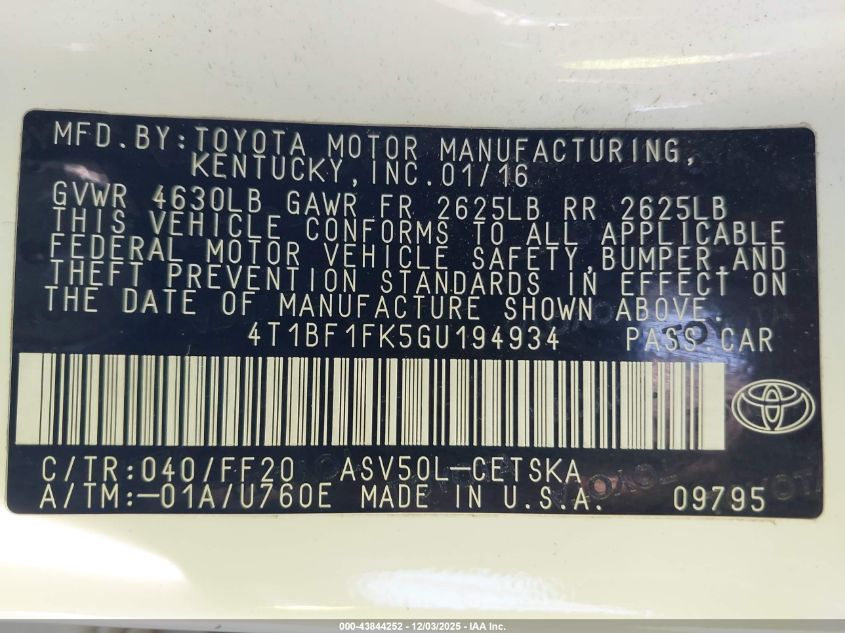 MFD.BY:TOYOTA MOTOR MANUFACTURING,
KENTUCKY,INC.01/16
GVWR 4630LB GAWR FR 2625LB RR 2625LB
THIS VEHICLE CONFORMS TO ALL APPLICABLE
FEDERAL MOTOR VEHICLE SAFETY,BUMPER,AND
THEFT PREVENTION STANDARDS IN EFFECT ON
THE DATE OF MANUFACTURE SHOWN ABOVE.
4T1BF1FK5GU194934 PASS CAR
C/TR:040/FF20 ASV50L-CETSKA
A/TM:-01A/U760E MADE IN U.S.A. 09795
000-43844252 - 12/03/2025 - IAA Inc.